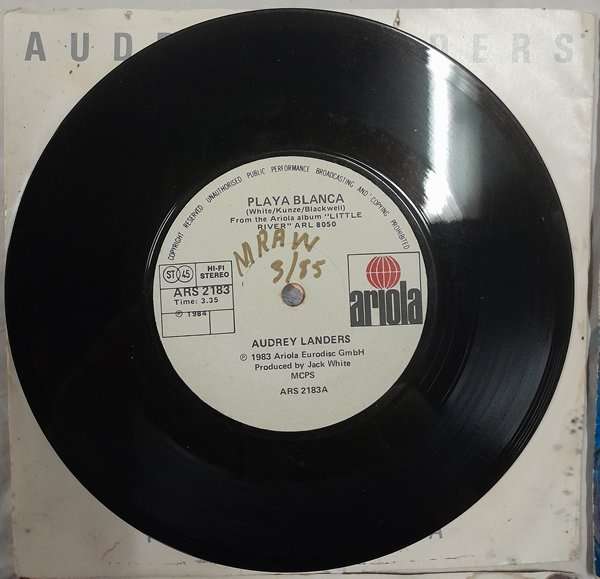 AUD DERS
COPYRIGHT RESERVED, UNAUTHORISED PUBLIC PERFORMANCE BROADCASTING AND COPYING PROHIBITED
PLAYA BLANCA
(White/Kunze/Blackwell)
From the Ariola album "LITTLE
RIVER" ARL 8050
MRAW
9/85
ST 45
HI-FI
STEREO
ARS 2183
Time: 3.35
℗ 1984
ariola
AUDREY LANDERS
℗ 1983 Ariola Eurodisc GmbH
Produced by Jack White
MCPS
ARS 2183A
A